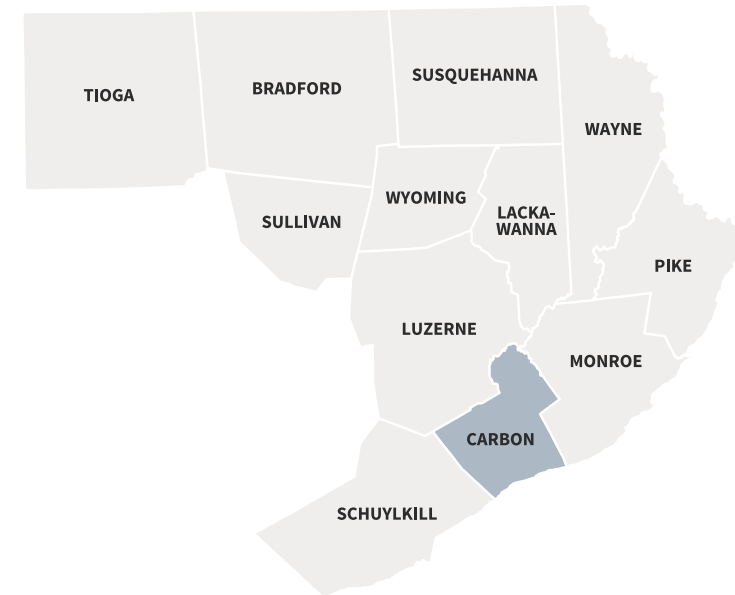 TIOGA
BRADFORD
SUSQUEHANNA
WAYNE
SULLIVAN
WYOMING
LACKA-
WANNA
PIKE
LUZERNE
MONROE
CARBON
SCHUYLKILL